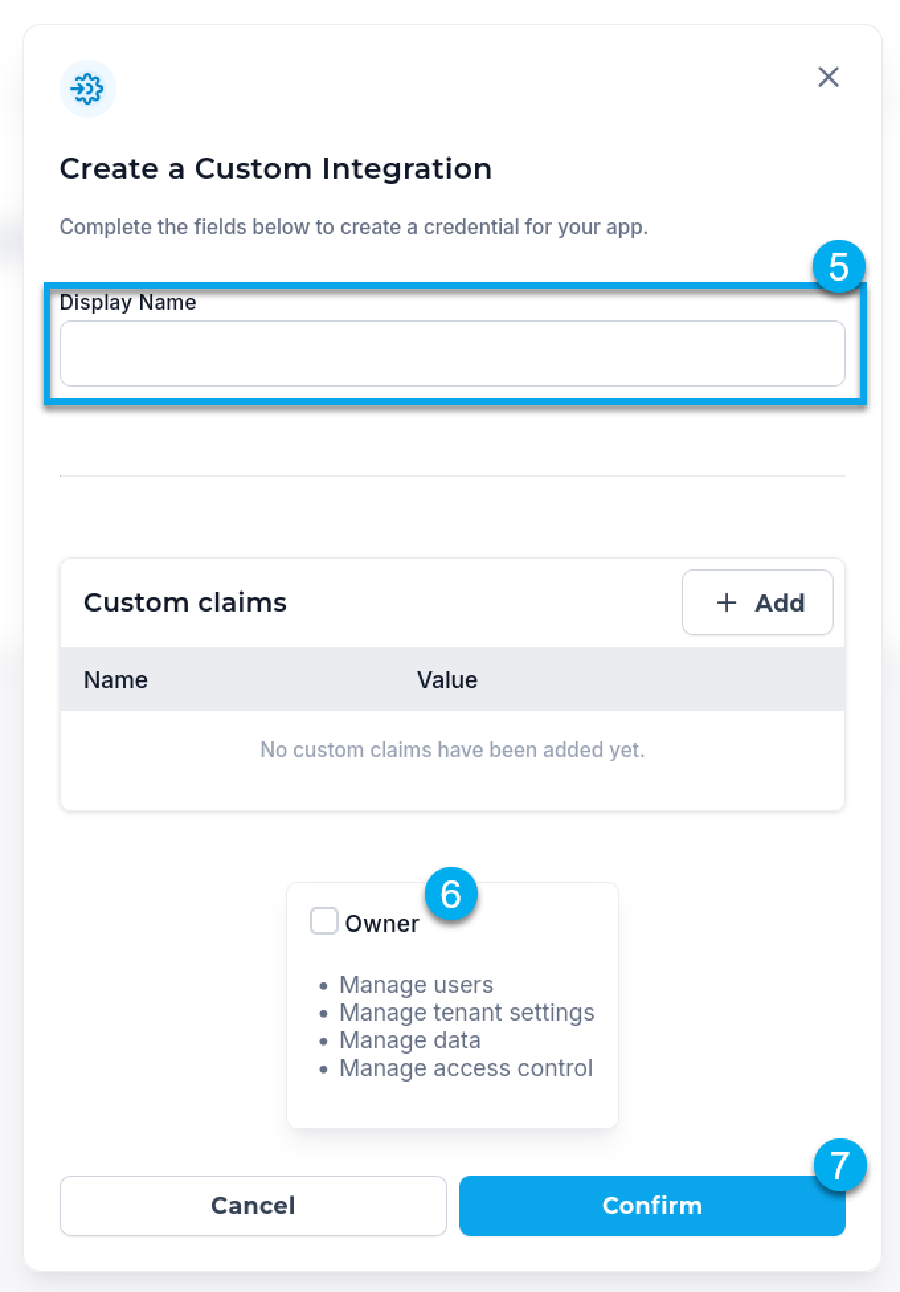 Create a Custom Integration
Complete the fields below to create a credential for your app.
5
Display Name
Custom claims
+ Add
Name Value
No custom claims have been added yet.
6
Owner
• Manage users
• Manage tenant settings
• Manage data
• Manage access control
7
Cancel Confirm